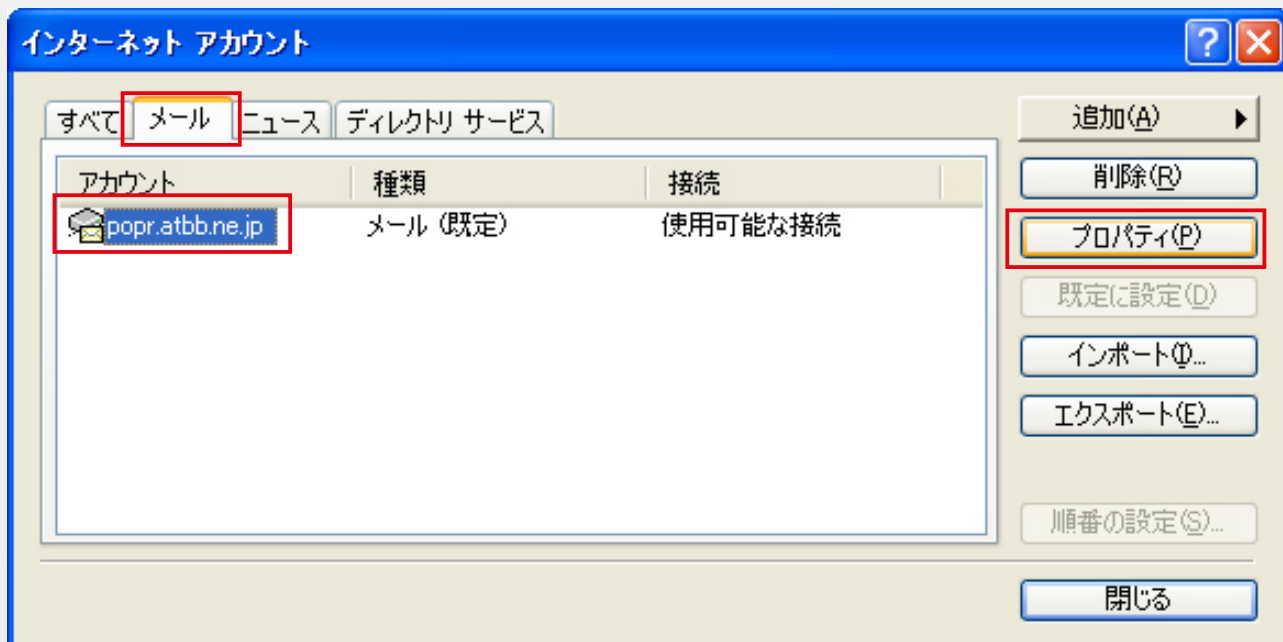 インターネット アカウント
すべて メール ニュース ディレクトリ サービス
アカウント 種類 接続
popr.atbb.ne.jp メール (既定) 使用可能な接続
追加(A)
削除(R)
プロパティ(P)
既定に設定(D)
インポート(I)...
エクスポート(E)...
順番の設定(S)...
閉じる